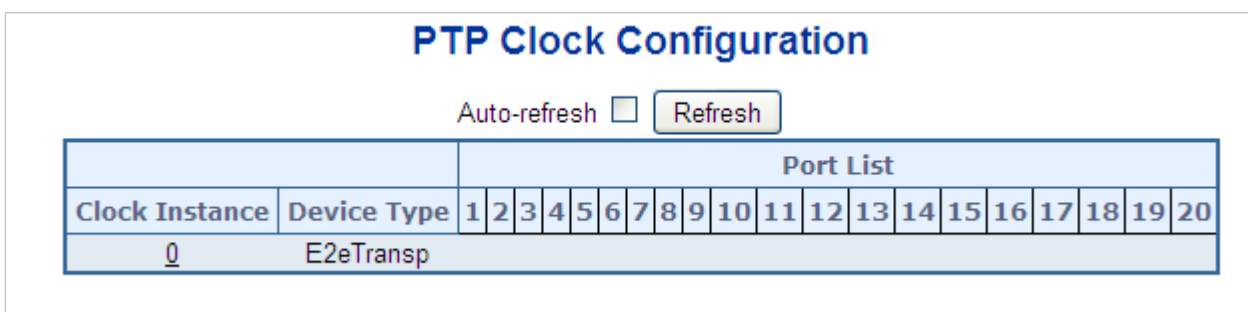 PTP Clock Configuration
Auto-refresh Refresh
Port List
Clock Instance Device Type 1 2 3 4 5 6 7 8 9 10 11 12 13 14 15 16 17 18 19 20
0 E2eTransp